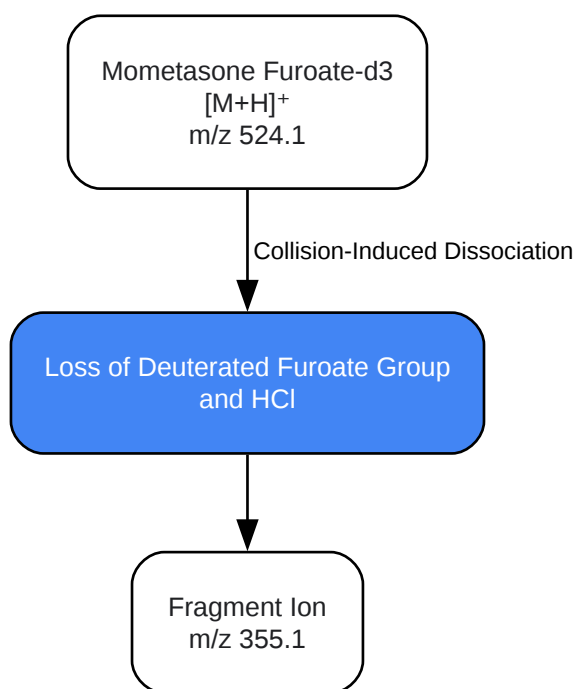 Mometasone Furoate-d3
[M+H]⁺
m/z 524.1
Collision-Induced Dissociation
Loss of Deuterated Furoate Group
and HCl
Fragment Ion
m/z 355.1